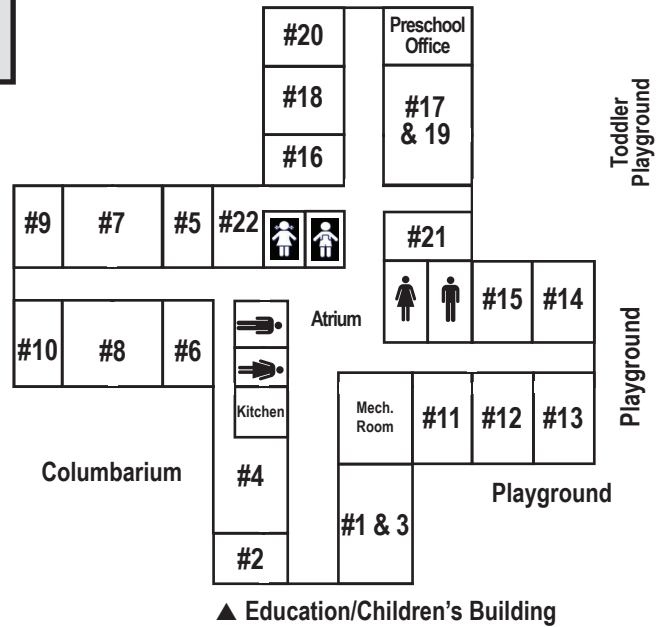 #20
Preschool
Office
#18
#17
& 19
#16
Toddler
Playground
#9
#7
#5
#22
#21
#15
#14
Atrium
#10
#8
#6
Kitchen
Mech.
Room
#11
#12
#13
Playground
Columbarium
#4
Playground
#1 & 3
#2
▲ Education/Children's Building